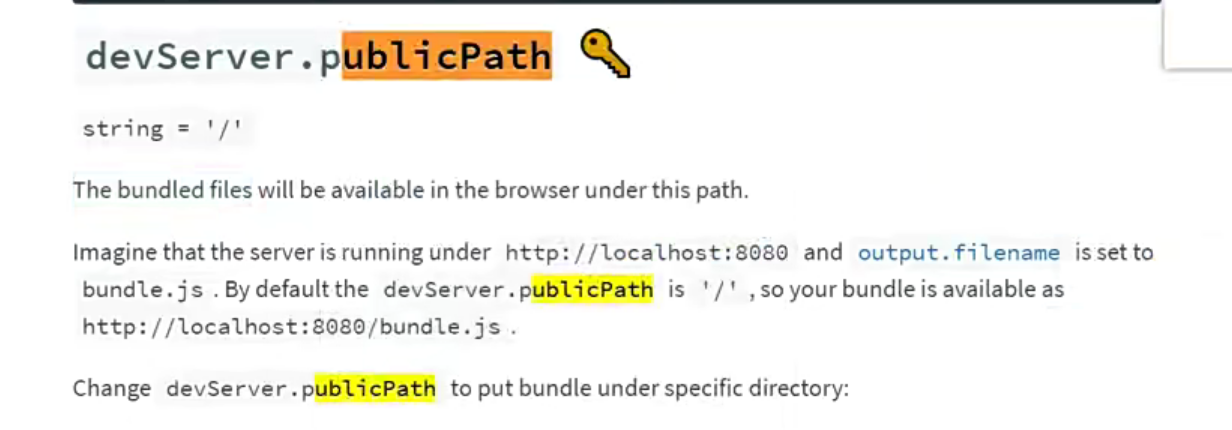 devServer.publicPath
string = '/'
The bundled files will be available in the browser under this path.
Imagine that the server is running under http://localhost:8080 and output.filename is set to
bundle.js . By default the devServer.publicPath is '/' , so your bundle is available as
http://localhost:8080/bundle.js .
Change devServer.publicPath to put bundle under specific directory: